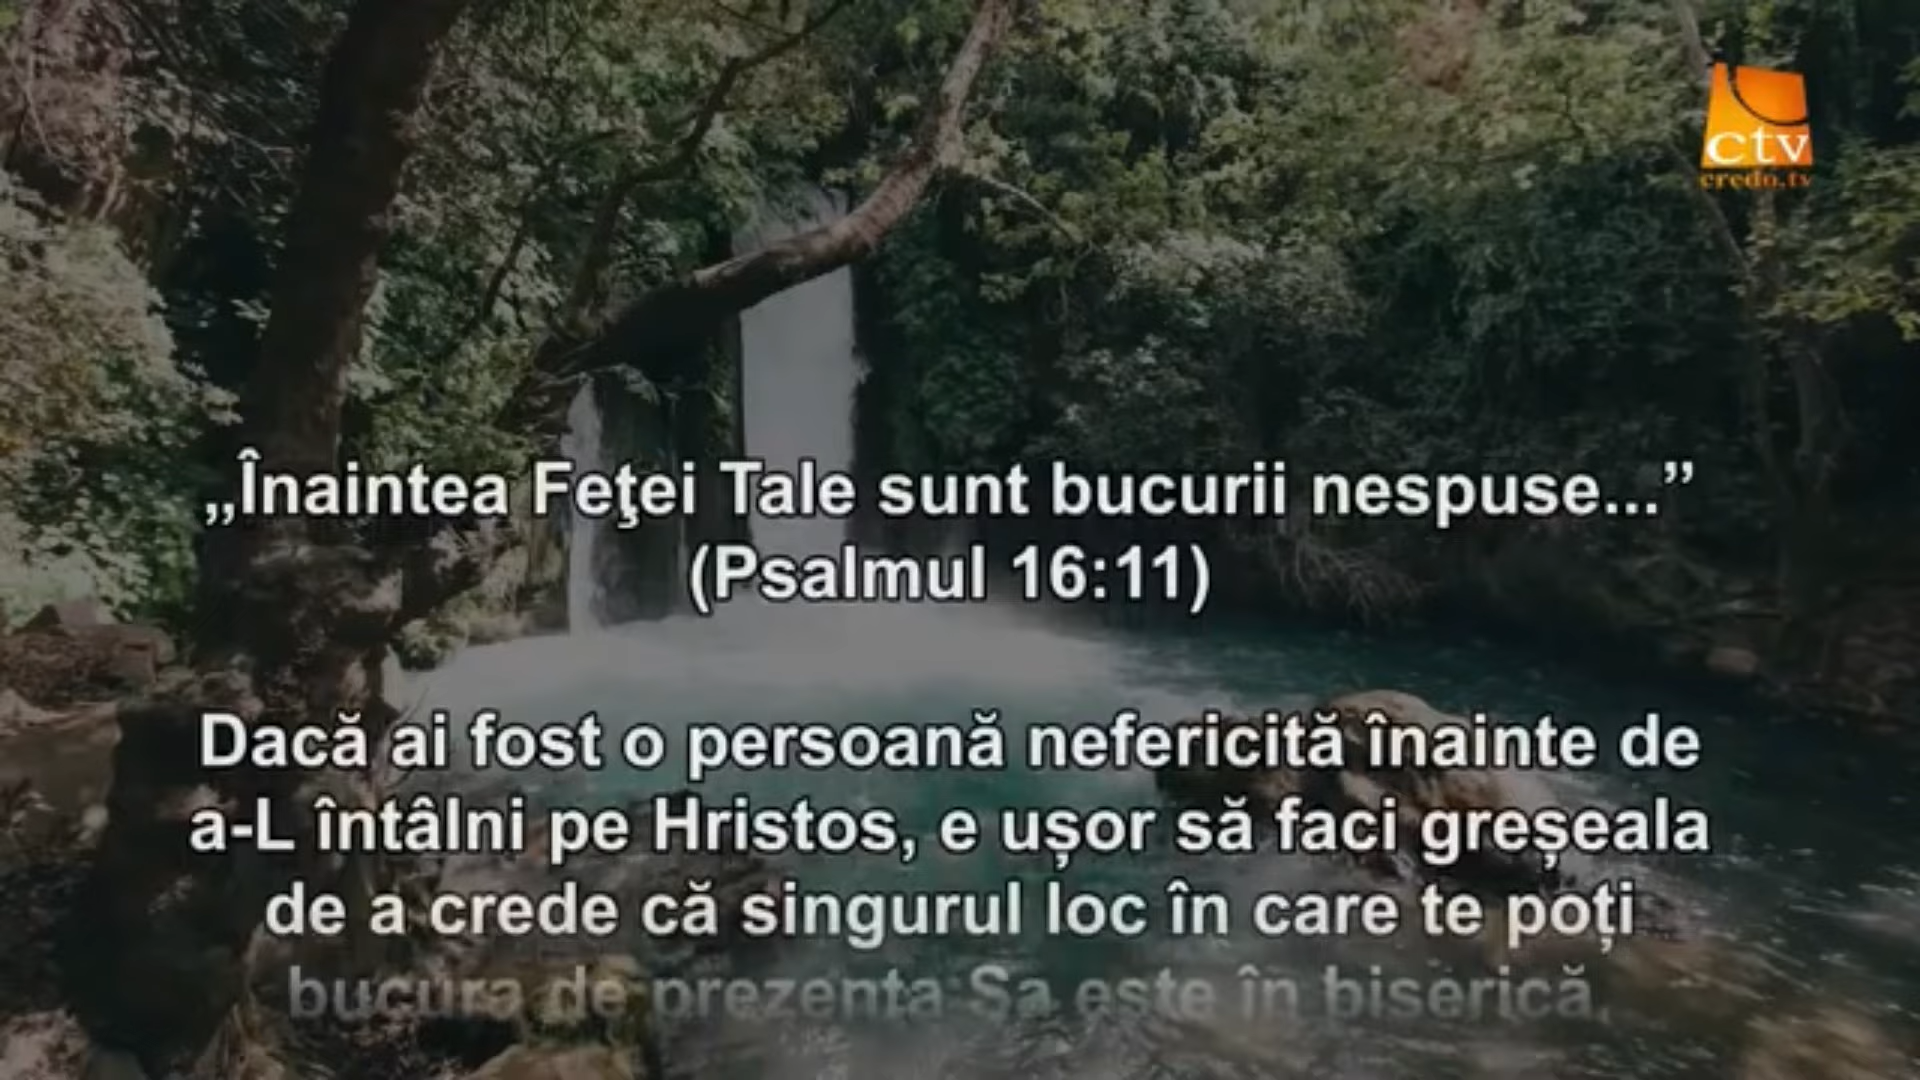 ctv
credo.tv
„Înaintea Feţei Tale sunt bucurii nespuse...”
(Psalmul 16:11)
Dacă ai fost o persoană nefericită înainte de
a-L întâlni pe Hristos, e ușor să faci greșeala
de a crede că singurul loc în care te poți
bucura de prezența Sa este în biserică,